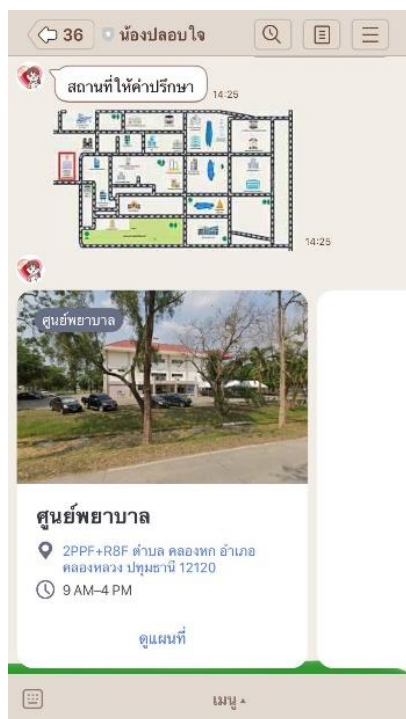 36
น้องปลอบใจ
สถานที่ให้คำปรึกษา
14:25
14:25
ศูนย์พยาบาล
ศูนย์พยาบาล
2PPF+R8F ตำบล คลองหก อำเภอ
คลองหลวง ปทุมธานี 12120
9 AM–4 PM
ดูแผนที่
เมนู